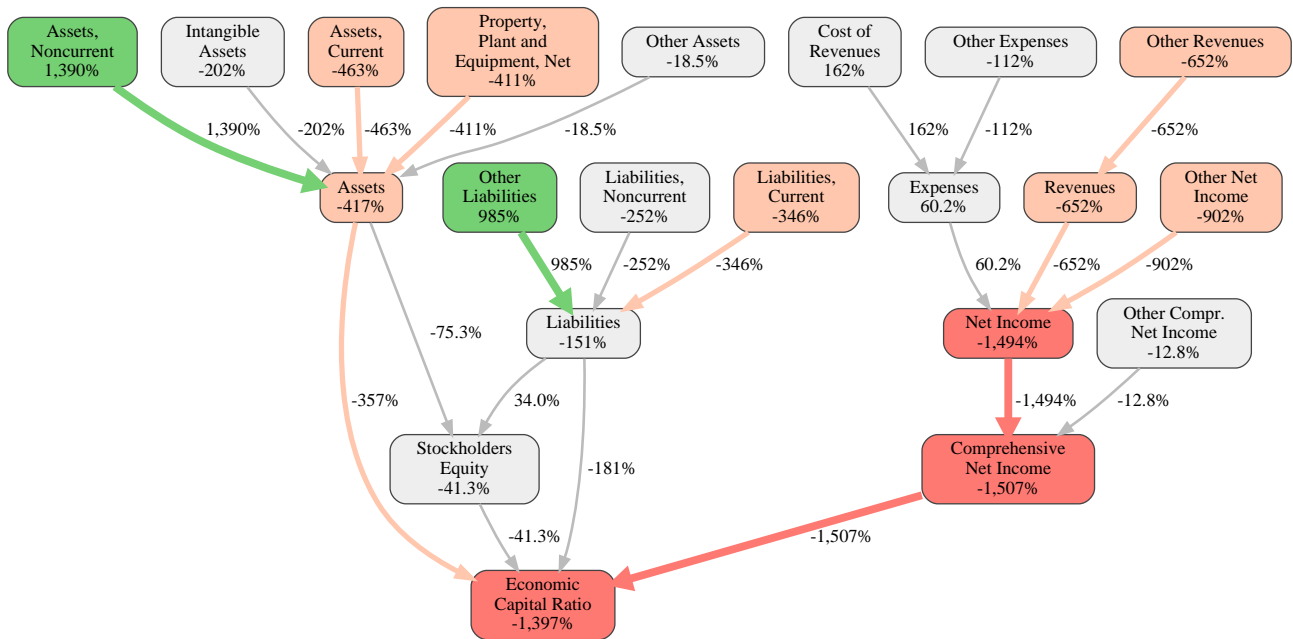 Assets,
Noncurrent
1,390%
Intangible
Assets
-202%
Assets,
Current
-463%
Property,
Plant and
Equipment, Net
-411%
Other Assets
-18.5%
Cost of
Revenues
162%
Other Expenses
-112%
Other Revenues
-652%
1,390%
-202%
-463%
-411%
-18.5%
162%
-112%
-652%
Assets
-417%
Other
Liabilities
985%
Liabilities,
Noncurrent
-252%
Liabilities,
Current
-346%
Expenses
60.2%
Revenues
-652%
Other Net
Income
-902%
985%
-252%
-346%
60.2%
-652%
-902%
-75.3%
Liabilities
-151%
Net Income
-1,494%
Other Compr.
Net Income
-12.8%
-357%
34.0%
-1,494%
-12.8%
Stockholders
Equity
-41.3%
-181%
Comprehensive
Net Income
-1,507%
-41.3%
-1,507%
Economic
Capital Ratio
-1,397%